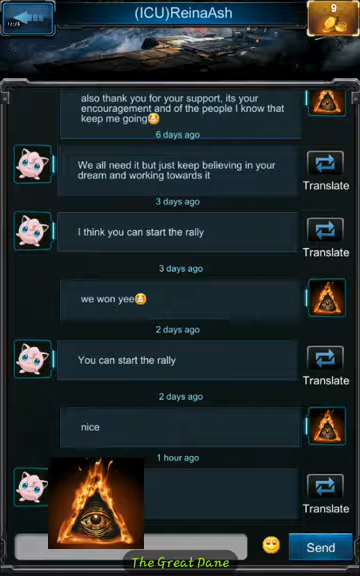 (ICU)ReinaAsh
9
also thank you for your support, its your
encouragement and of the people I know that
keep me going
6 days ago
We all need it but just keep believing in your
dream and working towards it
Translate
3 days ago
I think you can start the rally
Translate
3 days ago
we won yee
2 days ago
You can start the rally
Translate
2 days ago
nice
1 hour ago
Translate
Send
The Great Dane